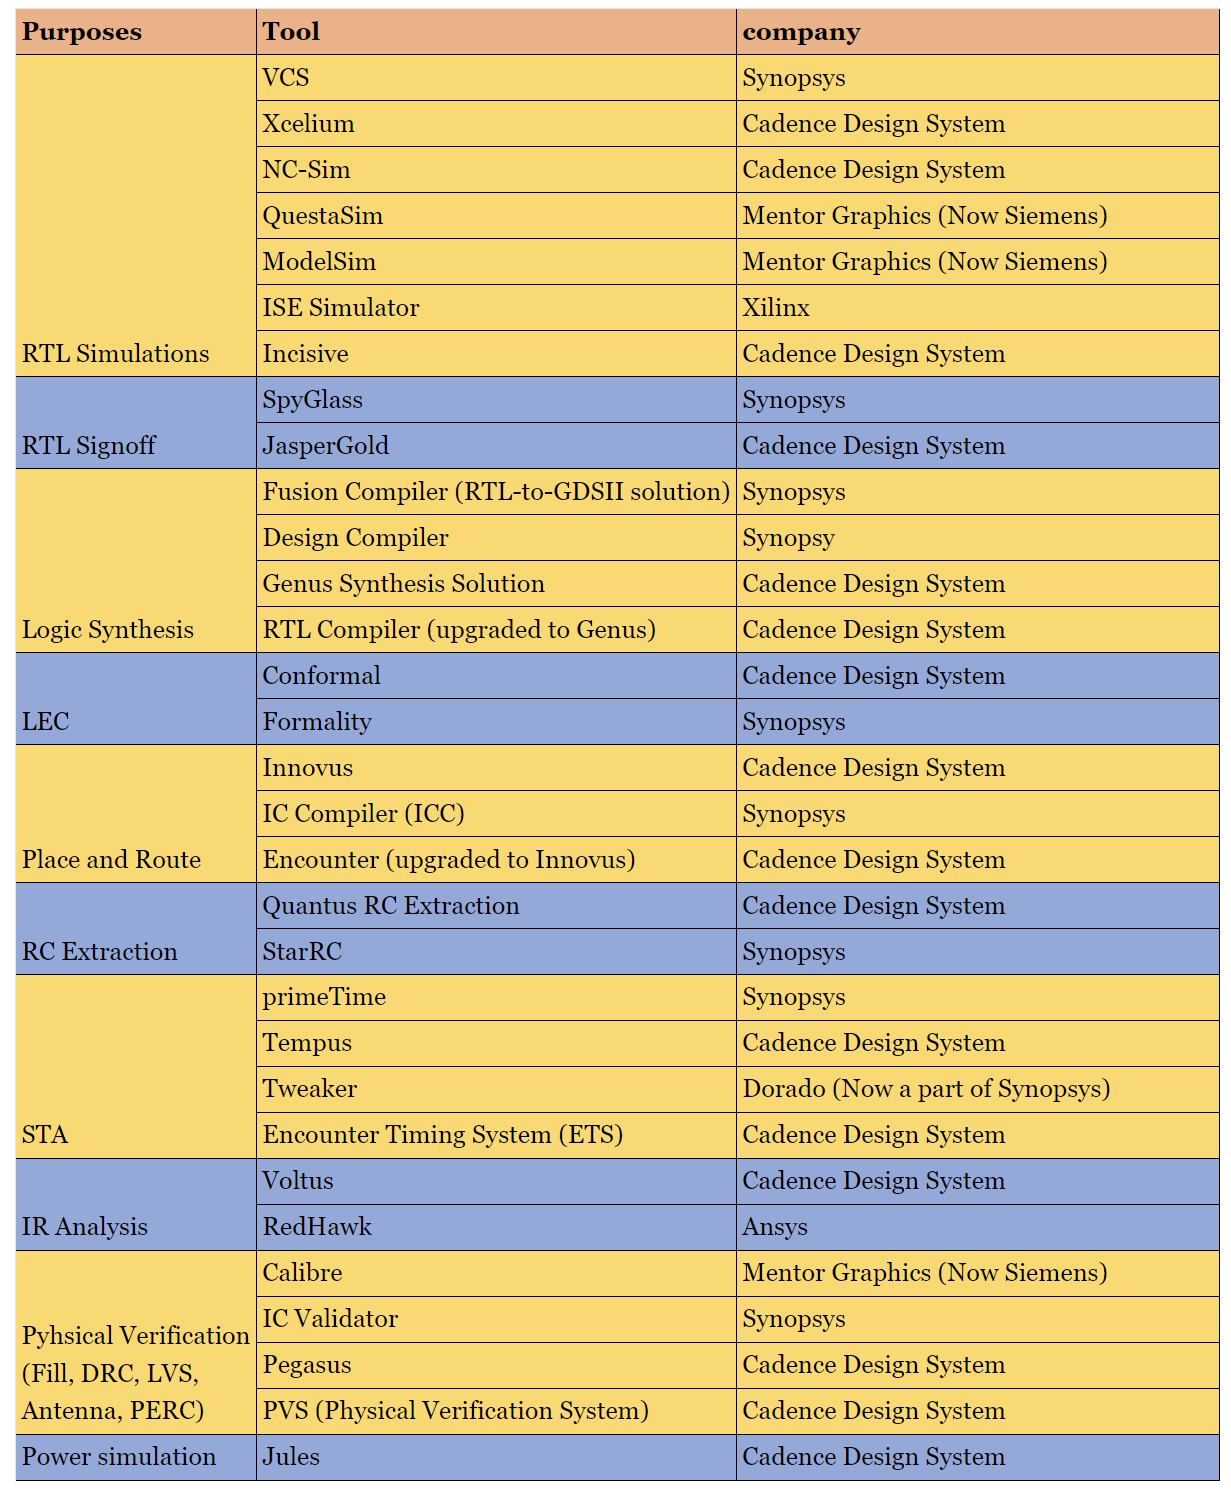 Purposes Tool company
VCS Synopsys
Xcelium Cadence Design System
NC-Sim Cadence Design System
QuestaSim Mentor Graphics (Now Siemens)
ModelSim Mentor Graphics (Now Siemens)
ISE Simulator Xilinx
RTL Simulations Incisive Cadence Design System
SpyGlass Synopsys
RTL Signoff JasperGold Cadence Design System
Fusion Compiler (RTL-to-GDSII solution) Synopsys
Design Compiler Synopsy
Genus Synthesis Solution Cadence Design System
Logic Synthesis RTL Compiler (upgraded to Genus) Cadence Design System
Conformal Cadence Design System
LEC Formality Synopsys
Innovus Cadence Design System
IC Compiler (ICC) Synopsys
Place and Route Encounter (upgraded to Innovus) Cadence Design System
Quantus RC Extraction Cadence Design System
RC Extraction StarRC Synopsys
primeTime Synopsys
Tempus Cadence Design System
Tweaker Dorado (Now a part of Synopsys)
STA Encounter Timing System (ETS) Cadence Design System
Voltus Cadence Design System
IR Analysis RedHawk Ansys
Calibre Mentor Graphics (Now Siemens)
IC Validator Synopsys
Pyhsical Verification
(Fill, DRC, LVS, Pegasus Cadence Design System
Antenna, PERC) PVS (Physical Verification System) Cadence Design System
Power simulation Jules Cadence Design System